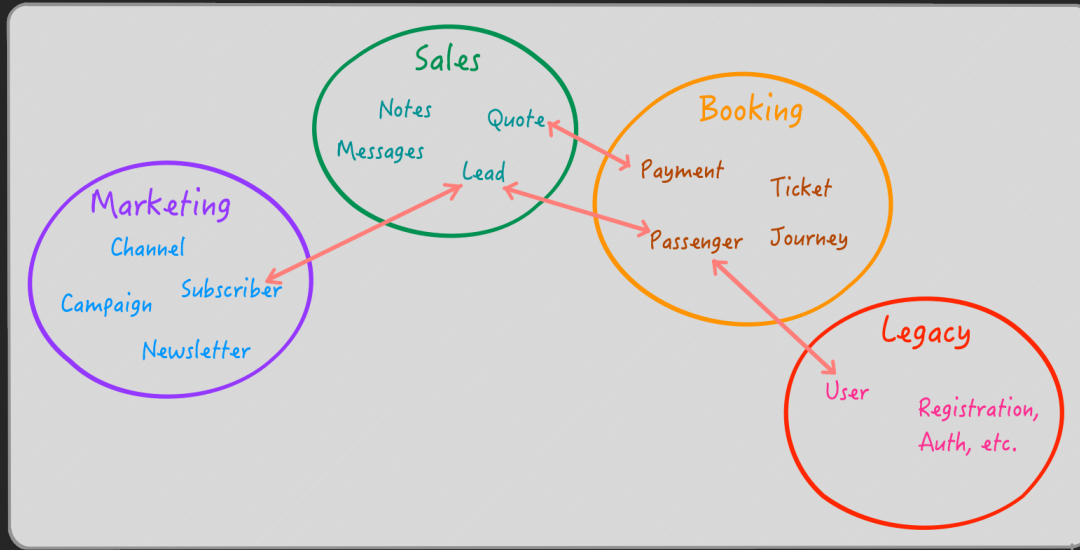 Sales
Notes
Quote
Messages
Lead
Booking
Payment
Ticket
Passenger
Journey
Marketing
Channel
Subscriber
Campaign
Newsletter
Legacy
User
Registration,
Auth, etc.